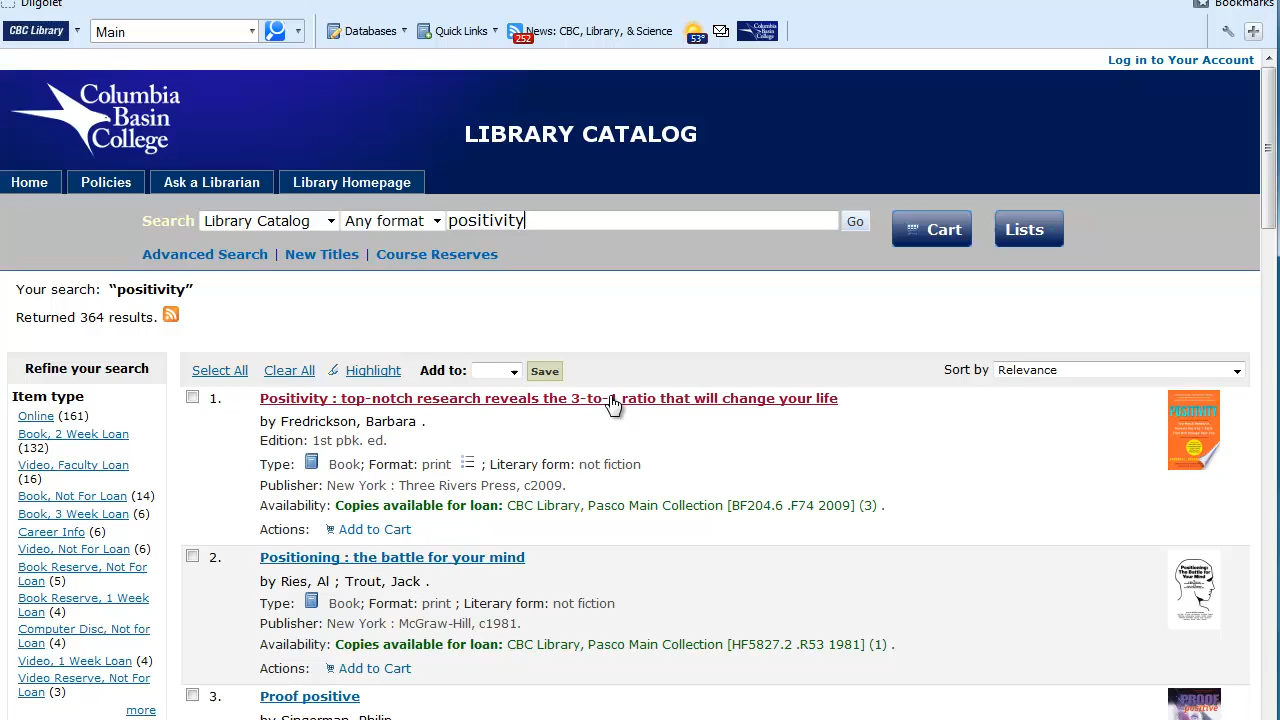 Diigolet
Bookmarks
CBC Library
Main
Databases
Quick Links
252
News: CBC, Library, & Science
53°
Columbia
Basin
College
Log in to Your Account
Columbia
Basin
College
LIBRARY CATALOG
Home
Policies
Ask a Librarian
Library Homepage
Search
Library Catalog
Any format
positivity
Go
Cart
Lists
Advanced Search | New Titles | Course Reserves
Your search: “positivity”
Returned 364 results.
Refine your search
Item type
Online (161)
Book, 2 Week Loan
(132)
Video, Faculty Loan
(16)
Book, Not For Loan (14)
Book, 3 Week Loan (6)
Career Info (6)
Video, Not For Loan (6)
Book Reserve, Not For
Loan (5)
Book Reserve, 1 Week
Loan (4)
Computer Disc, Not for
Loan (4)
Video, 1 Week Loan (4)
Video Reserve, Not For
Loan (3)
more
Select All
Clear All
Highlight
Add to:
Save
Sort by
Relevance
1.
Positivity : top-notch research reveals the 3-to-1 ratio that will change your life
by Fredrickson, Barbara .
Edition: 1st pbk. ed.
Type: Book; Format: print ; Literary form: not fiction
Publisher: New York : Three Rivers Press, c2009.
Availability: Copies available for loan: CBC Library, Pasco Main Collection [BF204.6 .F74 2009] (3) .
Actions: Add to Cart
POSITIVITY
2.
Positioning : the battle for your mind
by Ries, Al ; Trout, Jack .
Type: Book; Format: print ; Literary form: not fiction
Publisher: New York : McGraw-Hill, c1981.
Availability: Copies available for loan: CBC Library, Pasco Main Collection [HF5827.2 .R53 1981] (1) .
Actions: Add to Cart
Positioning:
The Battle for
Your Mind
3.
Proof positive
by Singerman, Philip.
PROOF
POSITIVE